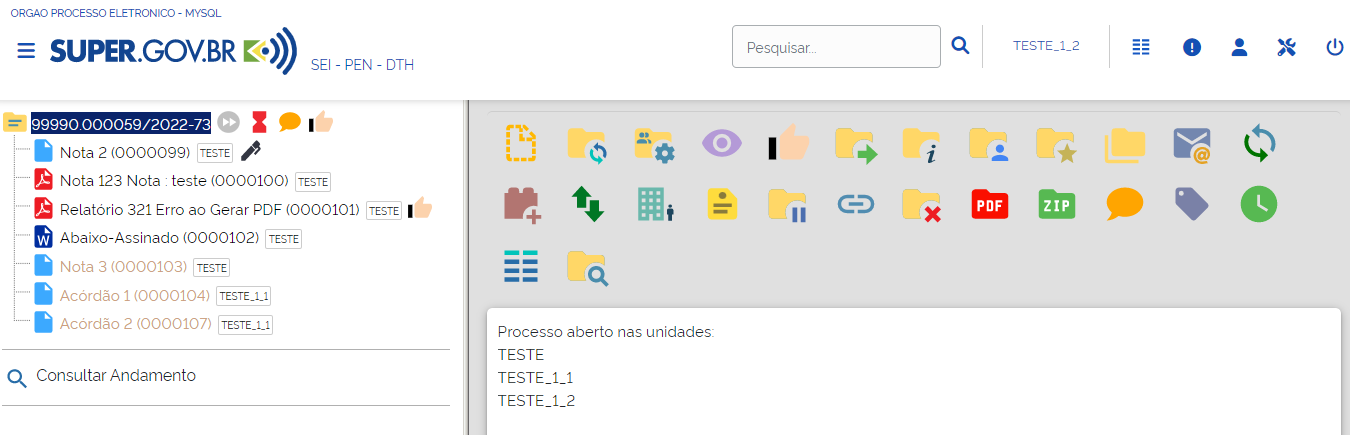 ORGAO PROCESSO ELETRONICO - MYSQL
SUPER.GOV.BR
SEI - PEN - DTH
Pesquisar...
TESTE_1_2
99990.000059/2022-73
Nota 2 (0000099) TESTE
Nota 123 Nota : teste (0000100) TESTE
Relatório 321 Erro ao Gerar PDF (0000101) TESTE
Abaixo-Assinado (0000102) TESTE
Nota 3 (0000103) TESTE
Acórdão 1 (0000104) TESTE_1_1
Acórdão 2 (0000107) TESTE_1_1
Consultar Andamento
PDF
ZIP
Processo aberto nas unidades:
TESTE
TESTE_1_1
TESTE_1_2